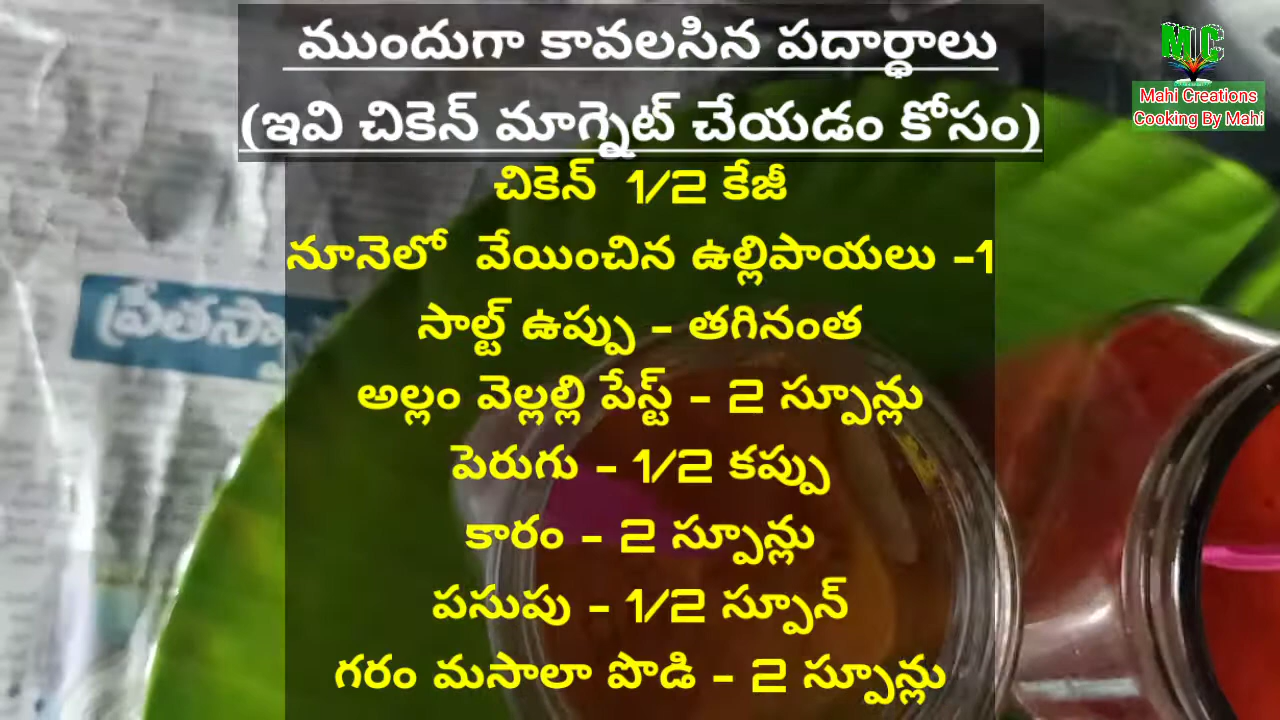 ముందుగా కావలసిన పదార్థాలు
(ఇవి చికెన్ మాగ్నెట్ చేయడం కోసం)
MC
Mahi Creations
Cooking By Mahi
చికెన్ 1/2 కేజీ
నూనెలో వేయించిన ఉల్లిపాయలు -1
సాల్ట్ ఉప్పు - తగినంత
అల్లం వెల్లల్లి పేస్ట్ - 2 స్పూన్లు
పెరుగు - 1/2 కప్పు
కారం - 2 స్పూన్లు
పసుపు - 1/2 స్పూన్
గరం మసాలా పొడి - 2 స్పూన్లు